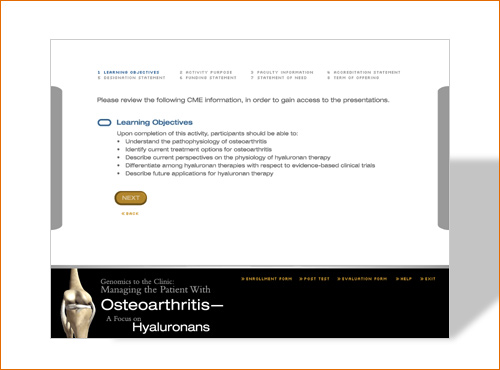 1 LEARNING OBJECTIVES 2 ACTIVITY PURPOSE 3 FACULTY INFORMATION 4 ACCREDITATION STATEMENT
5 DESIGNATION STATEMENT 6 FUNDING STATEMENT 7 STATEMENT OF NEED 8 TERM OF OFFERING
Please review the following CME information, in order to gain access to the presentations.
Learning Objectives
Upon completion of this activity, participants should be able to:
• Understand the pathophysiology of osteoarthritis
• Identify current treatment options for osteoarthritis
• Describe current perspectives on the physiology of hyaluronan therapy
• Differentiate among hyaluronan therapies with respect to evidence-based clinical trials
• Describe future applications for hyaluronan therapy
NEXT
BACK
ENROLLMENT FORM POST TEST EVALUATION FORM HELP EXIT
Genomics to the Clinic:
Managing the Patient With
Osteoarthritis—
A Focus on
Hyaluronans